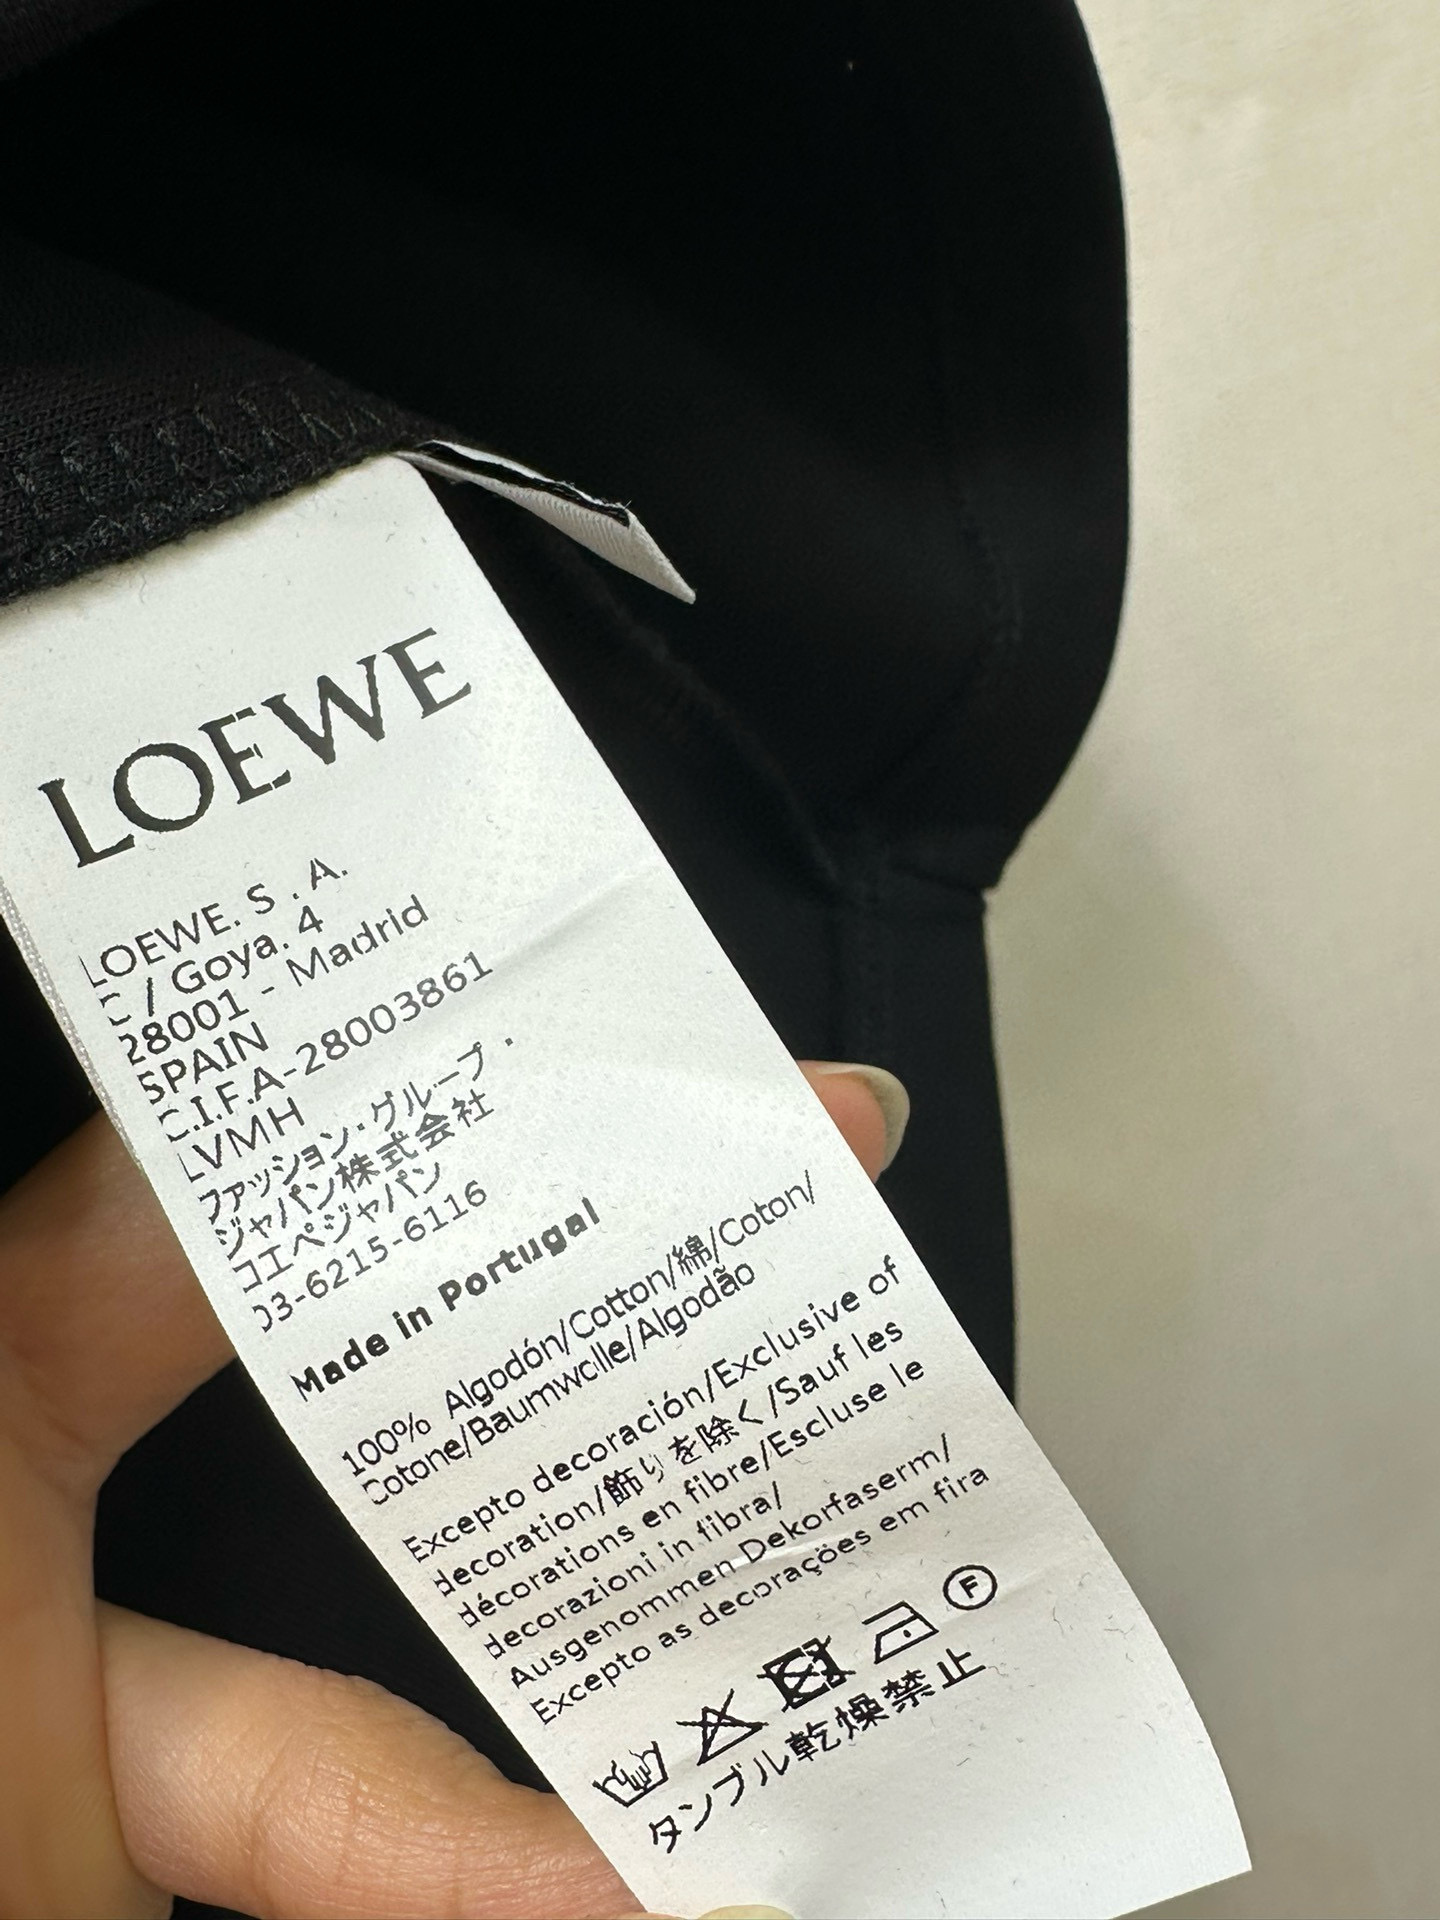 LOEWE
LOEWE. S . A.
C / Goya. 4
28001 - Madrid
SPAIN
C.I.F.A-28003861
LVMH
ファッション・グループ・
ジャパン株式会社
ロエベジャパン
03-6215-6116
Made in Portugal
100% Algodón/Cotton/綿/Coton/
Cotone/Baumwolle/Algodão
Excepto decoración/Exclusive of
decoration/飾りを除く/Sauf les
décorations en fibre/Escluse le
decorazioni in fibra/
Ausgenommen Dekorfaserm/
Excepto as decorações em fira
F
タンブル乾燥禁止